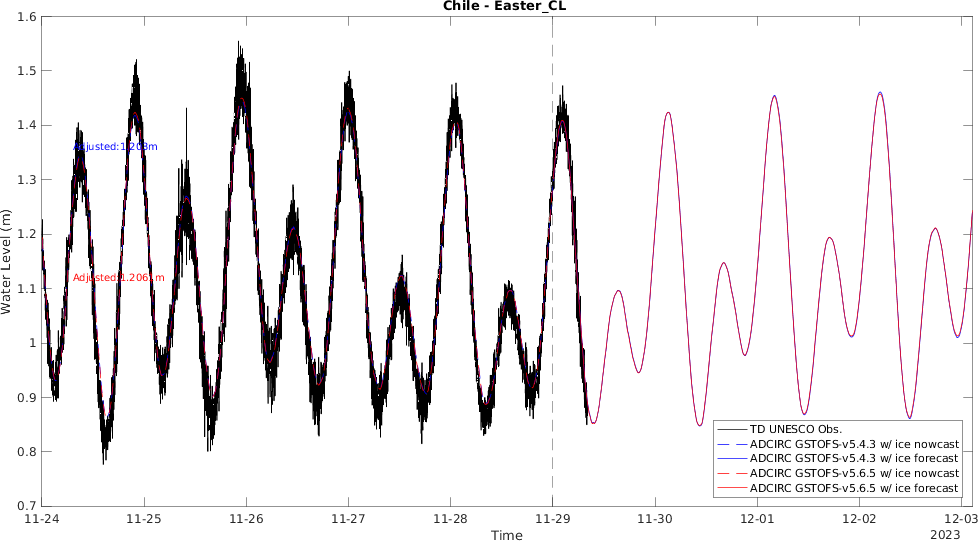 Chile - Easter_CL
1.6
1.5
1.4
1.3
1.2
1.1
1
0.9
0.8
0.7
Water Level (m)
Adjusted:1.203m
11-24 11-25 11-26 11-27 11-28 11-29 11-30 12-01 12-02 12-03
2023
Time
TD UNESCO Obs.
ADCIRC GSTOFS-v5.4.3 w/ ice nowcast
ADCIRC GSTOFS-v5.4.3 w/ ice forecast
ADCIRC GSTOFS-v5.6.5 w/ ice nowcast
ADCIRC GSTOFS-v5.6.5 w/ ice forecast